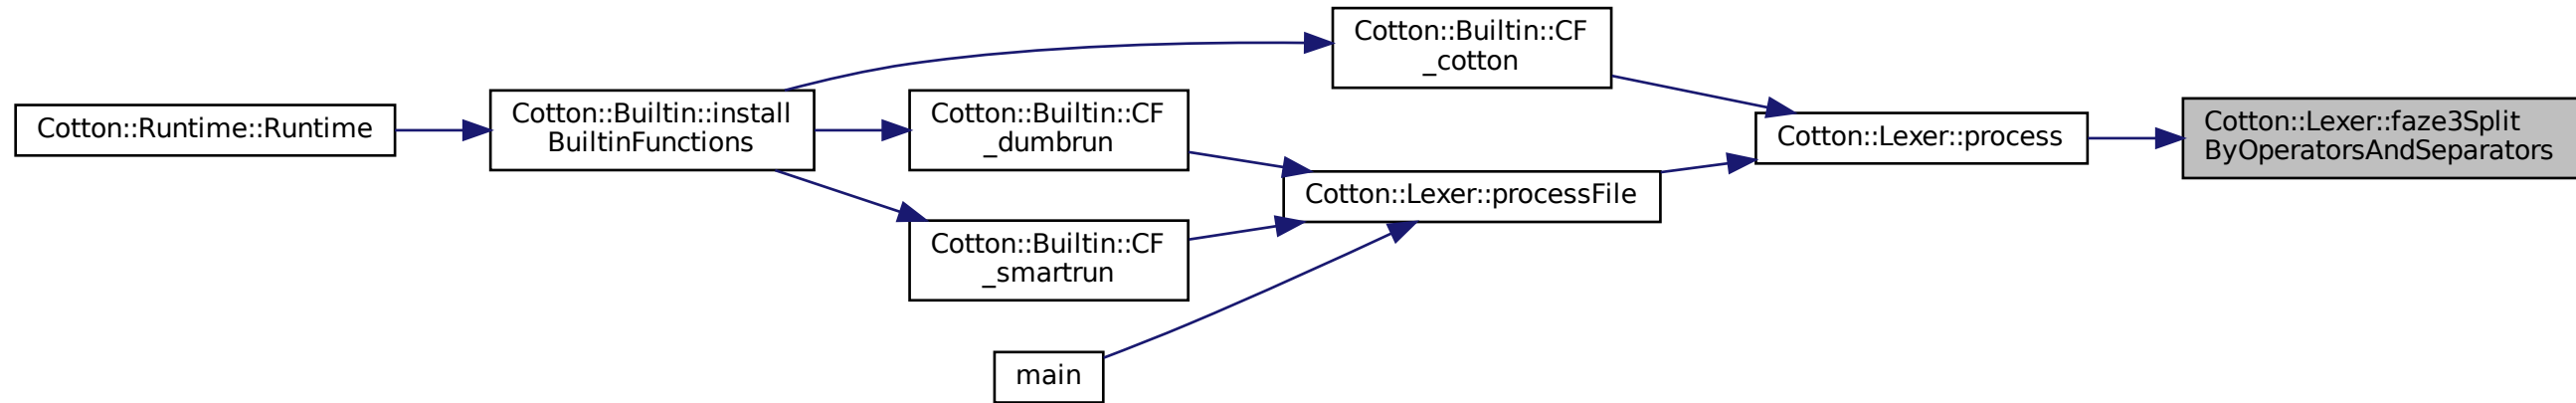 Cotton::Runtime::Runtime
Cotton::Builtin::install
BuiltinFunctions
Cotton::Builtin::CF
_cotton
Cotton::Builtin::CF
_dumbrun
Cotton::Builtin::CF
_smartrun
main
Cotton::Lexer::processFile
Cotton::Lexer::process
Cotton::Lexer::faze3Split
ByOperatorsAndSeparators